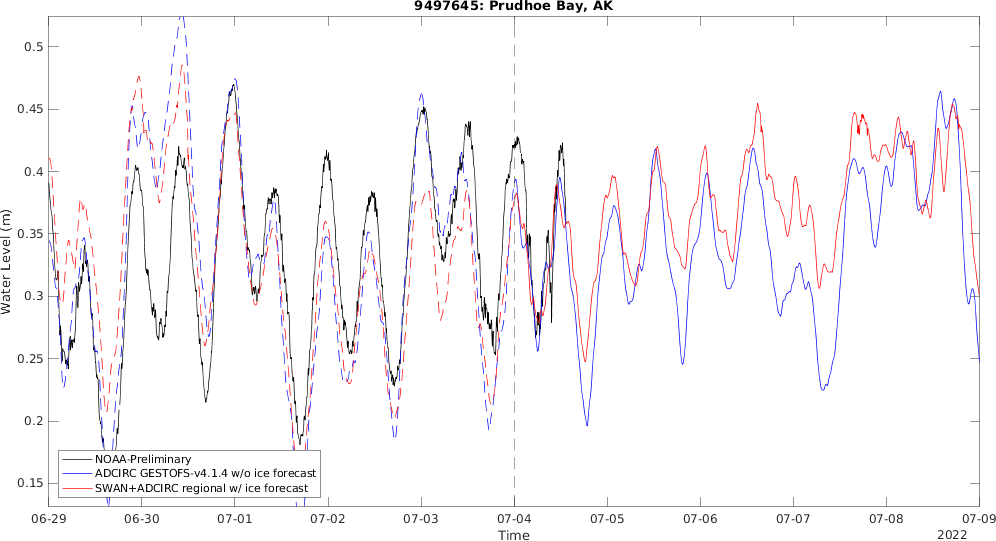 9497645: Prudhoe Bay, AK
Water Level (m)
0.5
0.45
0.4
0.35
0.3
0.25
0.2
0.15
NOAA-Preliminary
ADCIRC GESTOFS-v4.1.4 w/o ice forecast
SWAN+ADCIRC regional w/ ice forecast
06-29 06-30 07-01 07-02 07-03 07-04 07-05 07-06 07-07 07-08 07-09
Time
2022